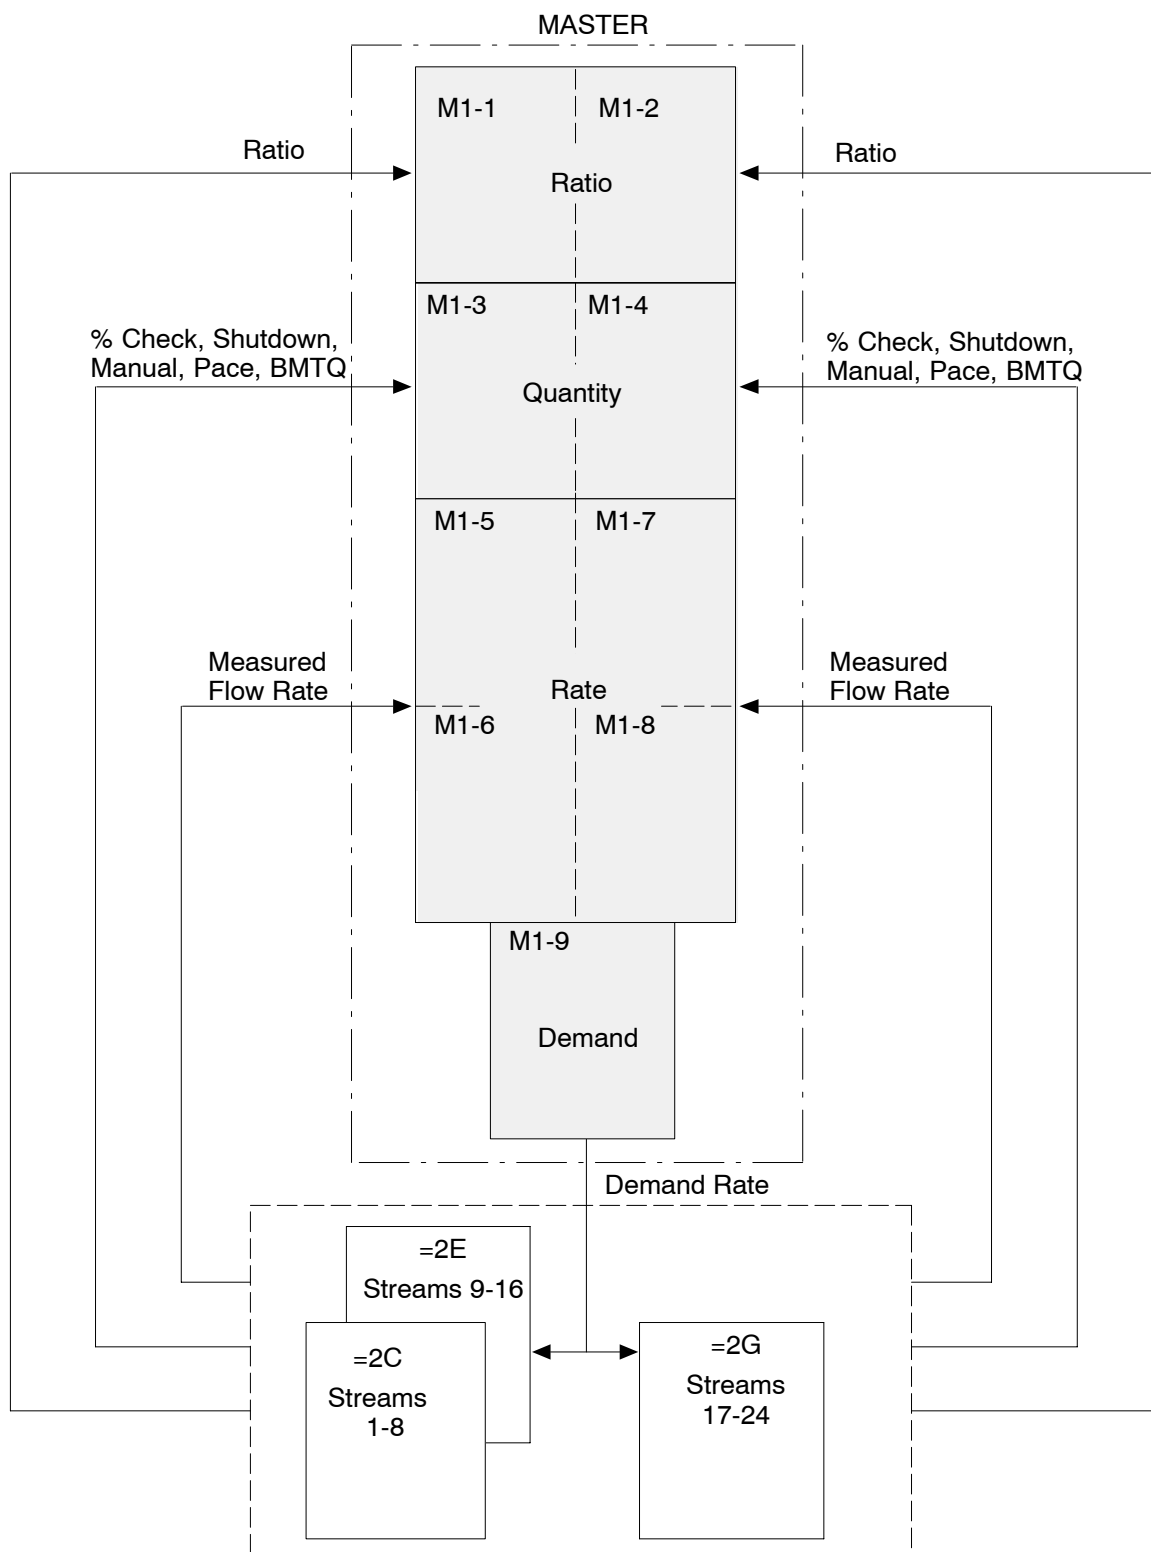 MASTER
M1-1
M1-2
Ratio
Ratio
Ratio
M1-3
M1-4
% Check, Shutdown,
Manual, Pace, BMTQ
% Check, Shutdown,
Manual, Pace, BMTQ
Quantity
M1-5
M1-7
Measured
Flow Rate
Measured
Flow Rate
Rate
M1-6
M1-8
M1-9
Demand
Demand Rate
=2E
Streams 9-16
=2C
Streams
1-8
=2G
Streams
17-24